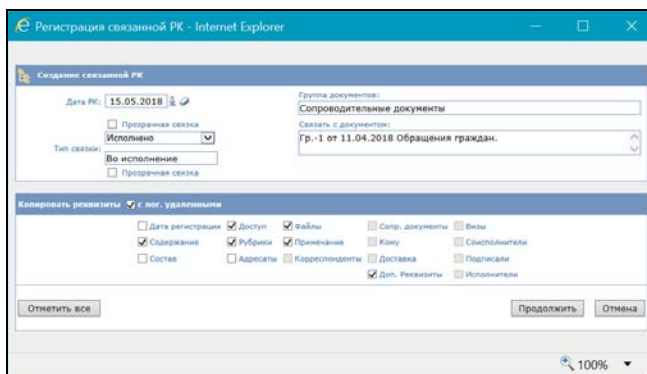 Регистрация связанной РК - Internet Explorer
Создание связанной РК
Дата РК: 15.05.2018
Группа документов:
Сопроводительные документы
Прозрачная связка
Связать с документом:
Тип связки: Исполнено
Гр.-1 от 11.04.2018 Обращения граждан.
Во исполнение
Прозрачная связка
Копировать реквизиты с лог. удаленными
Дата регистрации Доступ Файлы Сопр. документы Визы
Содержание Рубрики Примечание Кому Соисполнители
Состав Адресаты Корреспонденты Доставка Подписали
Доп. Реквизиты Исполнители
Отметить все Продолжить Отмена
100%